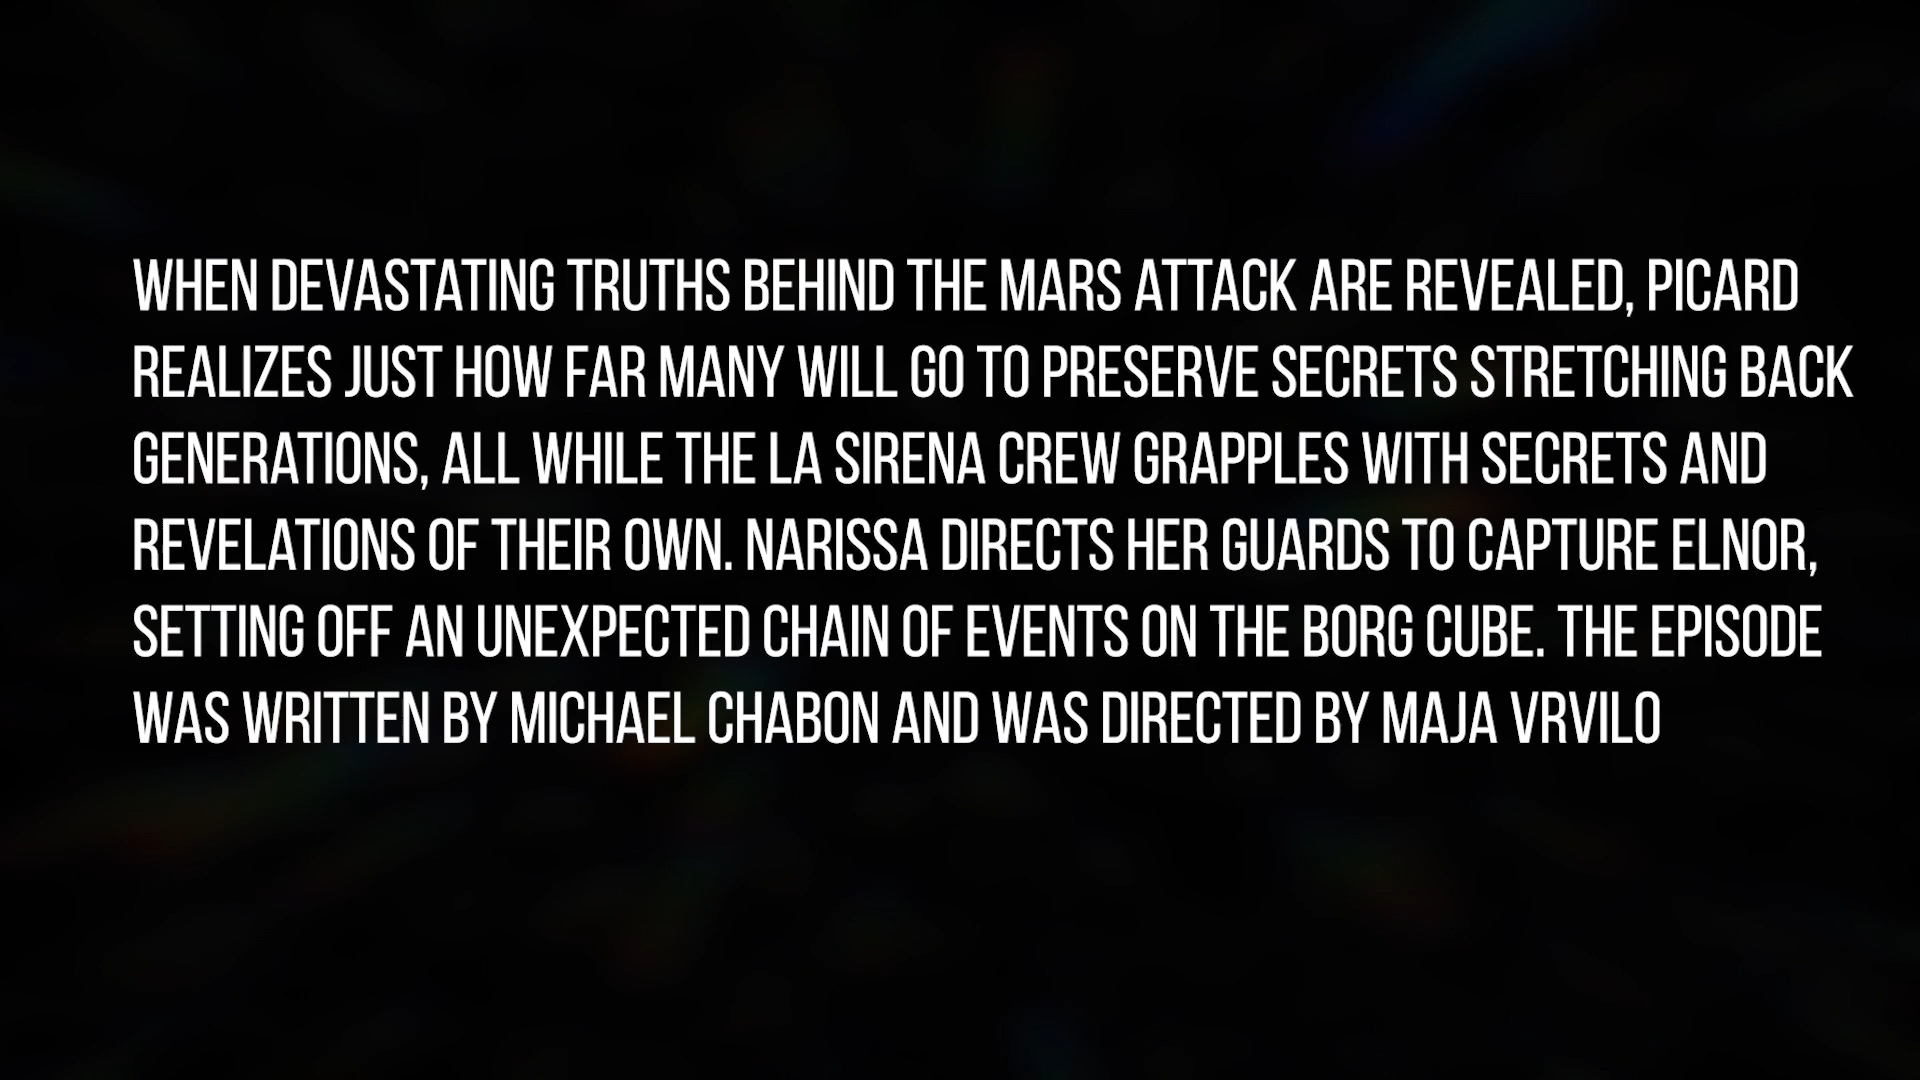 WHEN DEVASTATING TRUTHS BEHIND THE MARS ATTACK ARE REVEALED, PICARD
REALIZES JUST HOW FAR MANY WILL GO TO PRESERVE SECRETS STRETCHING BACK
GENERATIONS, ALL WHILE THE LA SIRENA CREW GRAPPLES WITH SECRETS AND
REVELATIONS OF THEIR OWN. NARISSA DIRECTS HER GUARDS TO CAPTURE ELNOR,
SETTING OFF AN UNEXPECTED CHAIN OF EVENTS ON THE BORG CUBE. THE EPISODE
WAS WRITTEN BY MICHAEL CHABON AND WAS DIRECTED BY MAJA VRVILO